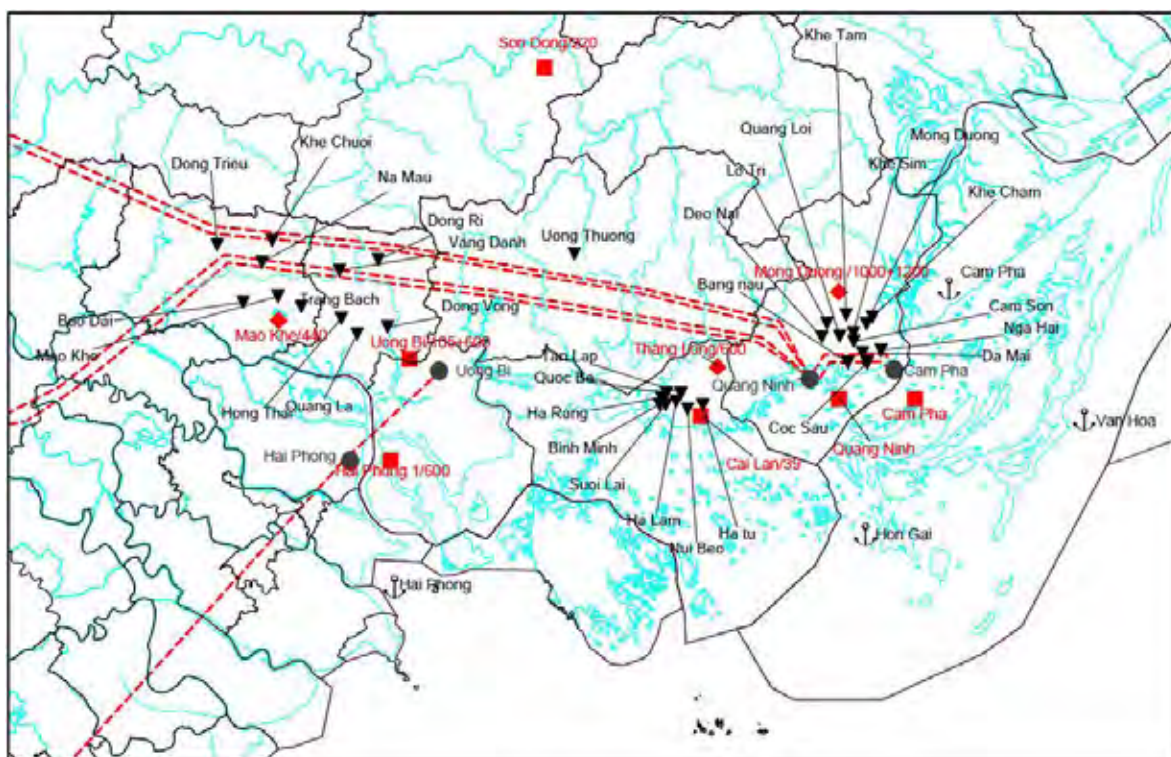 Son Dong/220
Khe Tam
Quang Loi
Mong Duong
Khe Chuoi
Dong Trieu
Lo Tri
Khe Sim
Na Mau
Khe Cham
Dong Ri
Deo Nai
Vang Danh
Uong Thuong
Mong Duong /1000+1200
Cam Pha
Bang nau
Trang Bach
Dong Vong
Cam Son
Bao Dai
Nga Hai
Mao Khe/440
Mao Khe
Tan Lap
Thang Long/600
Da Mai
Uong Bi
Quoc Be
Quang Ninh
Cam Pha
Ha Rang
Hong Thai
Quang La
Cam Pha
Van Hoa
Binh Minh
Coc Sau
Quang Ninh
Hai Phong
Hai Phong 1/600
Cai Lan/39
Suoi Lai
Ha Lam
Ha tu
Hon Gai
Nui Beo
Hai Phong